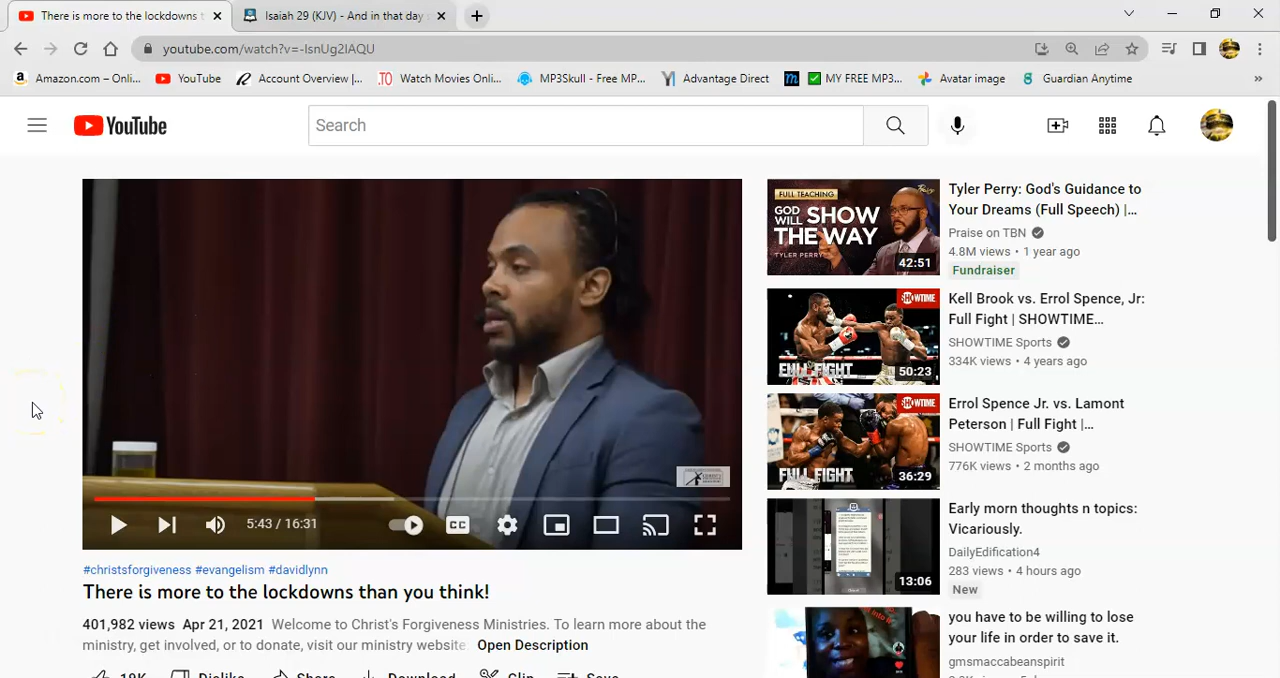 There is more to the lockdowns t
Isaiah 29 (KJV) - And in that day
youtube.com/watch?v=-IsnUg2IAQU
Amazon.com – Onli...
YouTube
Account Overview |...
.TO Watch Movies Onlin...
MP3Skull - Free MP...
Advantage Direct
m MY FREE MP3...
Avatar image
Guardian Anytime
»
YouTube
Search
5:43 / 16:31
CC
#christsforgiveness #evangelism #davidlynn
There is more to the lockdowns than you think!
401,982 views Apr 21, 2021 Welcome to Christ's Forgiveness Ministries. To learn more about the
ministry, get involved, or to donate, visit our ministry website
Open Description
19K Dislike Share Download Clip Save
FULL TEACHING
GOD WILL SHOW
THE WAY
TYLER PERRY
42:51
Tyler Perry: God's Guidance to
Your Dreams (Full Speech) |...
Praise on TBN
4.8M views • 1 year ago
Fundraiser
SHOWTIME
FULL FIGHT
50:23
Kell Brook vs. Errol Spence, Jr:
Full Fight | SHOWTIME...
SHOWTIME Sports
334K views • 4 years ago
SHOWTIME
FULL FIGHT
36:29
Errol Spence Jr. vs. Lamont
Peterson | Full Fight |...
SHOWTIME Sports
776K views • 2 months ago
13:06
Early morn thoughts n topics:
Vicariously.
DailyEdification4
283 views • 4 hours ago
New
you have to be willing to lose
your life in order to save it.
gmsmaccabeanspirit